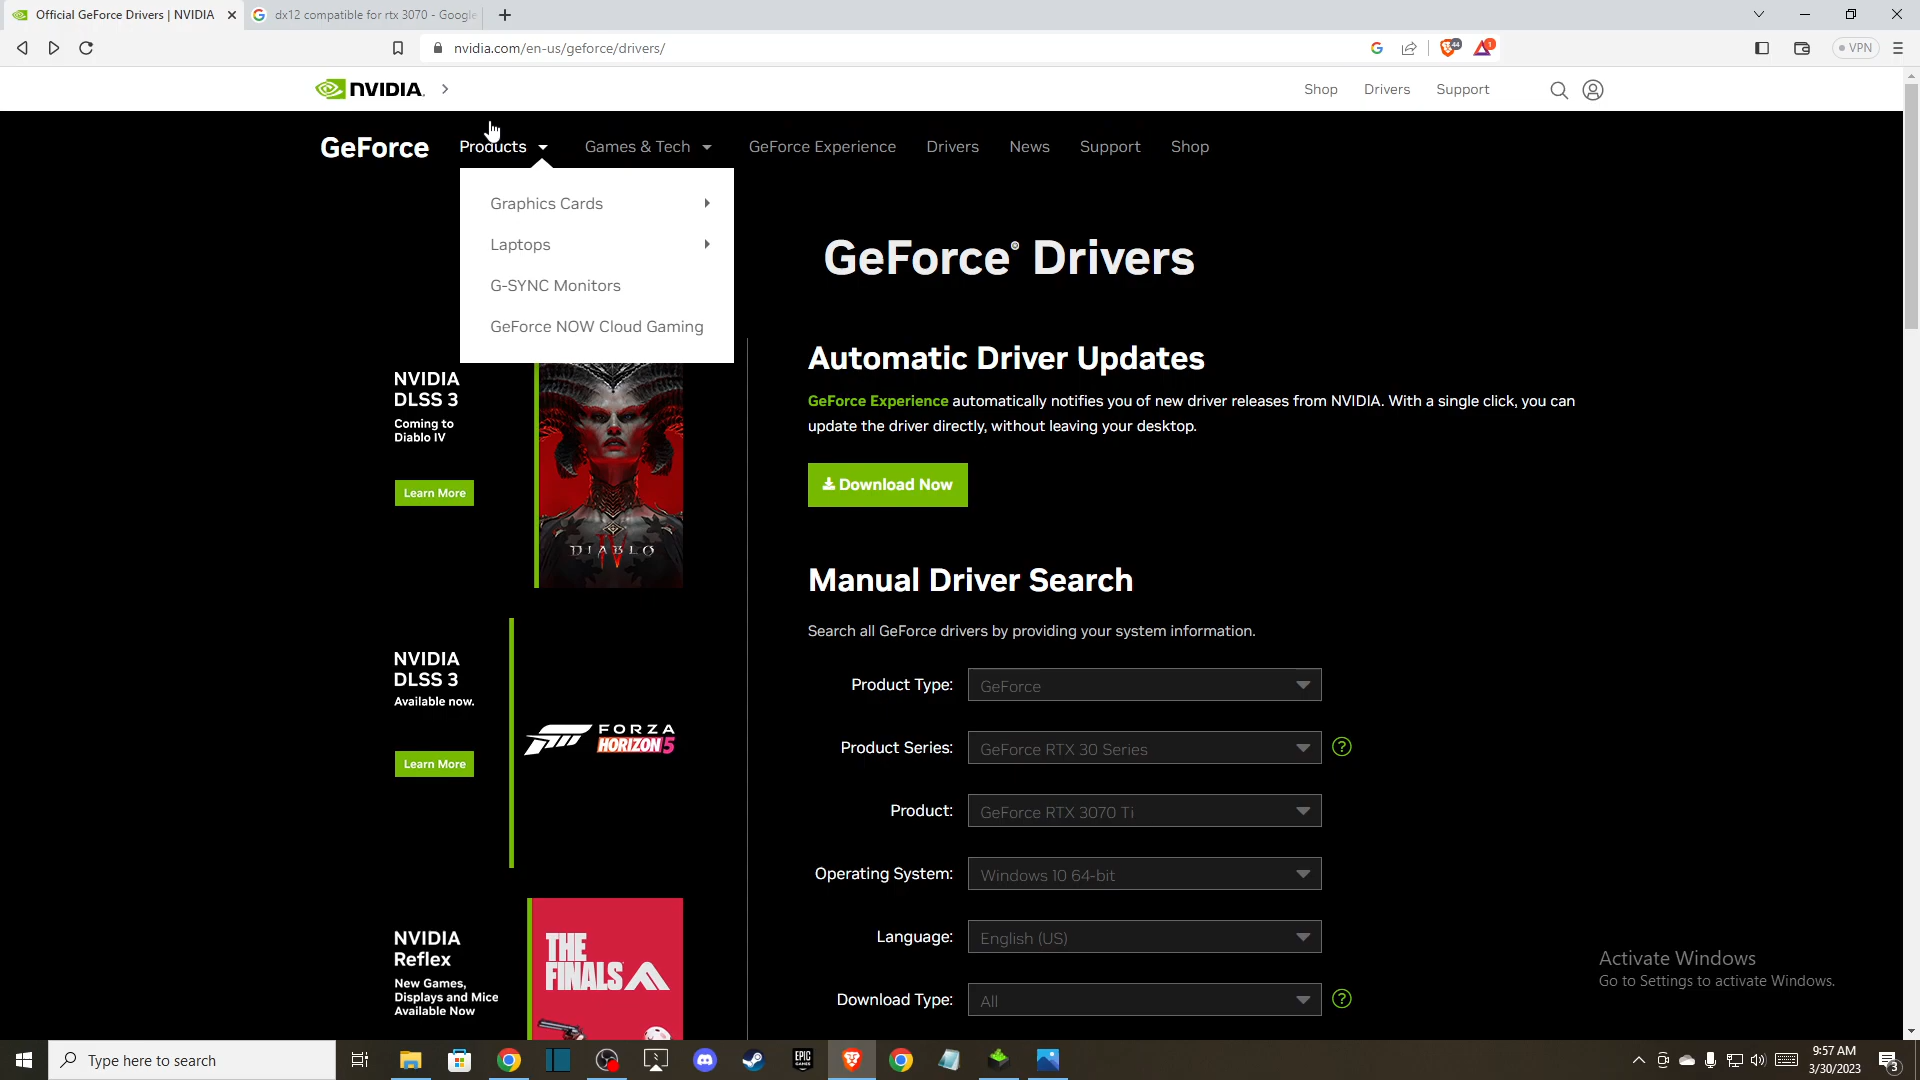 Official GeForce Drivers | NVIDIA
dx12 compatible for rtx 3070 - Google
nvidia.com/en-us/geforce/drivers/
44
1
VPN
NVIDIA.
Shop
Drivers
Support
GeForce
Products
Games & Tech
GeForce Experience
Drivers
News
Support
Shop
Graphics Cards
Laptops
G-SYNC Monitors
GeForce NOW Cloud Gaming
GeForce® Drivers
NVIDIA
DLSS 3
Coming to
Diablo IV
Learn More
DIABLO
IV
NVIDIA
DLSS 3
Available now.
Learn More
FORZA
HORIZON 5
NVIDIA
Reflex
New Games,
Displays and Mice
Available Now
THE
FINALS
Automatic Driver Updates
GeForce Experience automatically notifies you of new driver releases from NVIDIA. With a single click, you can
update the driver directly, without leaving your desktop.
Download Now
Manual Driver Search
Search all GeForce drivers by providing your system information.
Product Type: GeForce
Product Series: GeForce RTX 30 Series ?
Product: GeForce RTX 3070 Ti
Operating System: Windows 10 64-bit
Language: English (US)
Download Type: All ?
Activate Windows
Go to Settings to activate Windows.
Type here to search
EPIC
GAMES
9:57 AM
3/30/2023
3